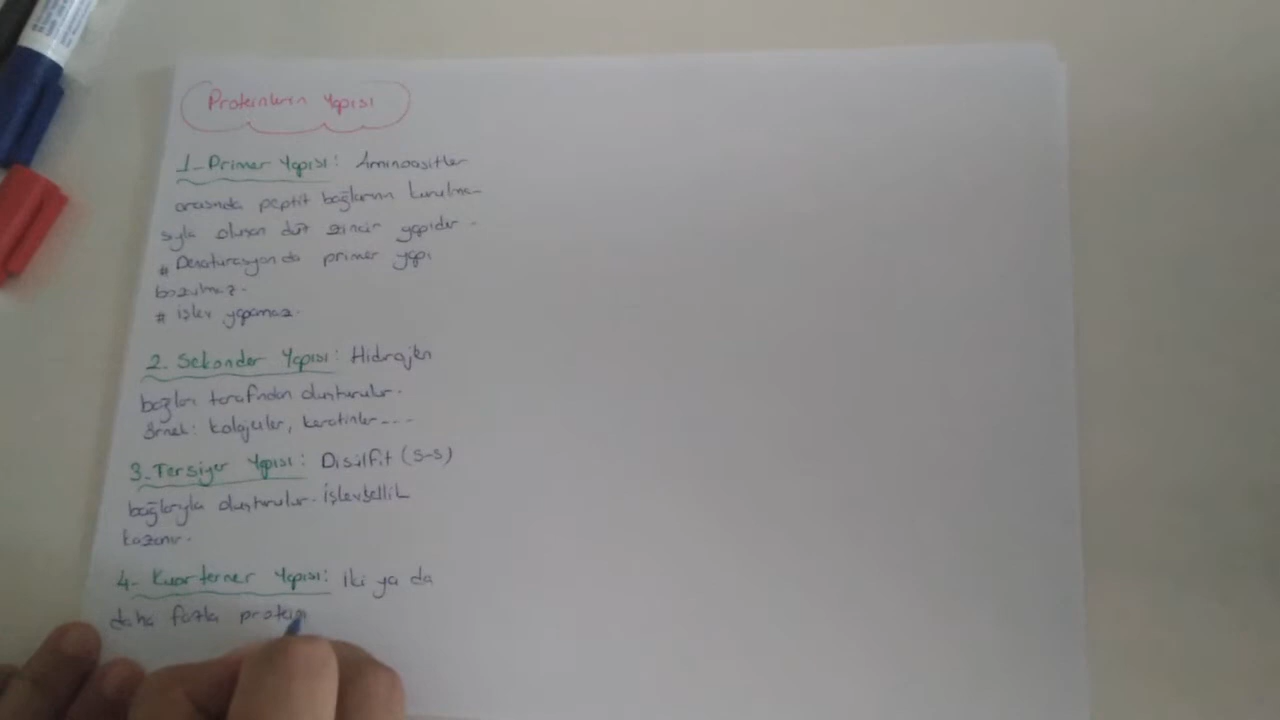 Proteinlerin Yapısı
1-Primer Yapısı: Aminoasitler
arasında peptit bağlarının kurulma-
sıyla oluşan düz zincir yapıdır.
# Denaturasyonda primer yapı
bozulmaz.
# işlev yapamaz.
2. Sekonder Yapısı: Hidrojen
bağları tarafından oluşturulur.
Örnek: kolajenler, keratinler....
3-Tersiyer Yapısı: Disülfit (S-S)
bağlarıyla oluşturulur. İşlevsellik
kazanır.
4- Kuarterner Yapısı: İki ya da
daha fazla protein